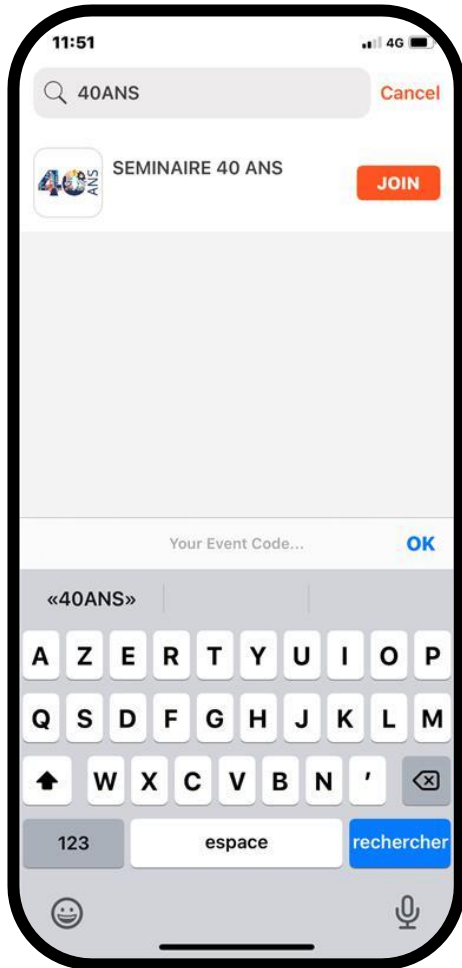 11:51
4G
40ANS
Cancel
40
ANS
SEMINAIRE 40 ANS
JOIN
Your Event Code...
OK
«40ANS»
A Z E R T Y U I O P
Q S D F G H J K L M
W X C V B N '
123
espace
rechercher